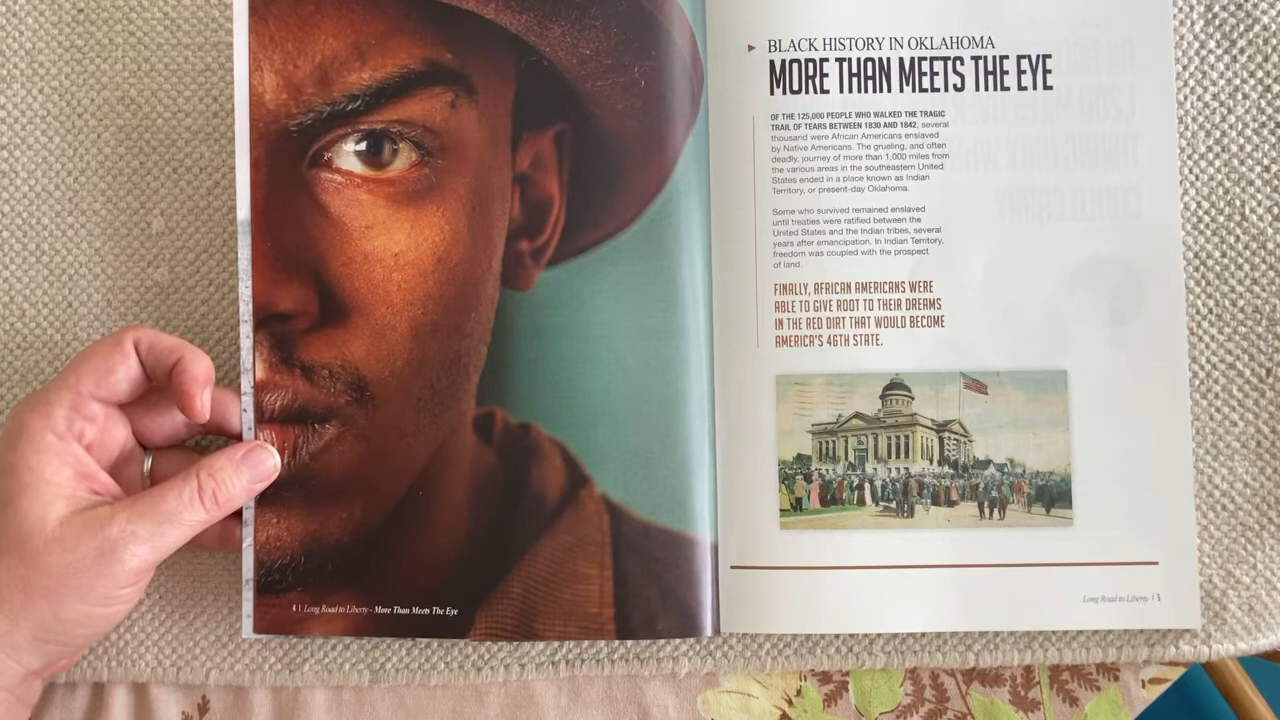 BLACK HISTORY IN OKLAHOMA
MORE THAN MEETS THE EYE
OF THE 125,000 PEOPLE WHO WALKED THE TRAGIC
TRAIL OF TEARS BETWEEN 1830 AND 1842, several
thousand were African Americans enslaved
by Native Americans. The grueling, and often
deadly, journey of more than 1,000 miles from
the various areas in the southeastern United
States ended in a place known as Indian
Territory, or present-day Oklahoma.
Some who survived remained enslaved
until treaties were ratified between the
United States and the Indian tribes, several
years after emancipation. In Indian Territory,
freedom was coupled with the prospect
of land.
FINALLY, AFRICAN AMERICANS WERE
ABLE TO GIVE ROOT TO THEIR DREAMS
IN THE RED DIRT THAT WOULD BECOME
AMERICA'S 46TH STATE.
4 | Long Road to Liberty - More Than Meets The Eye
Long Road to Liberty |